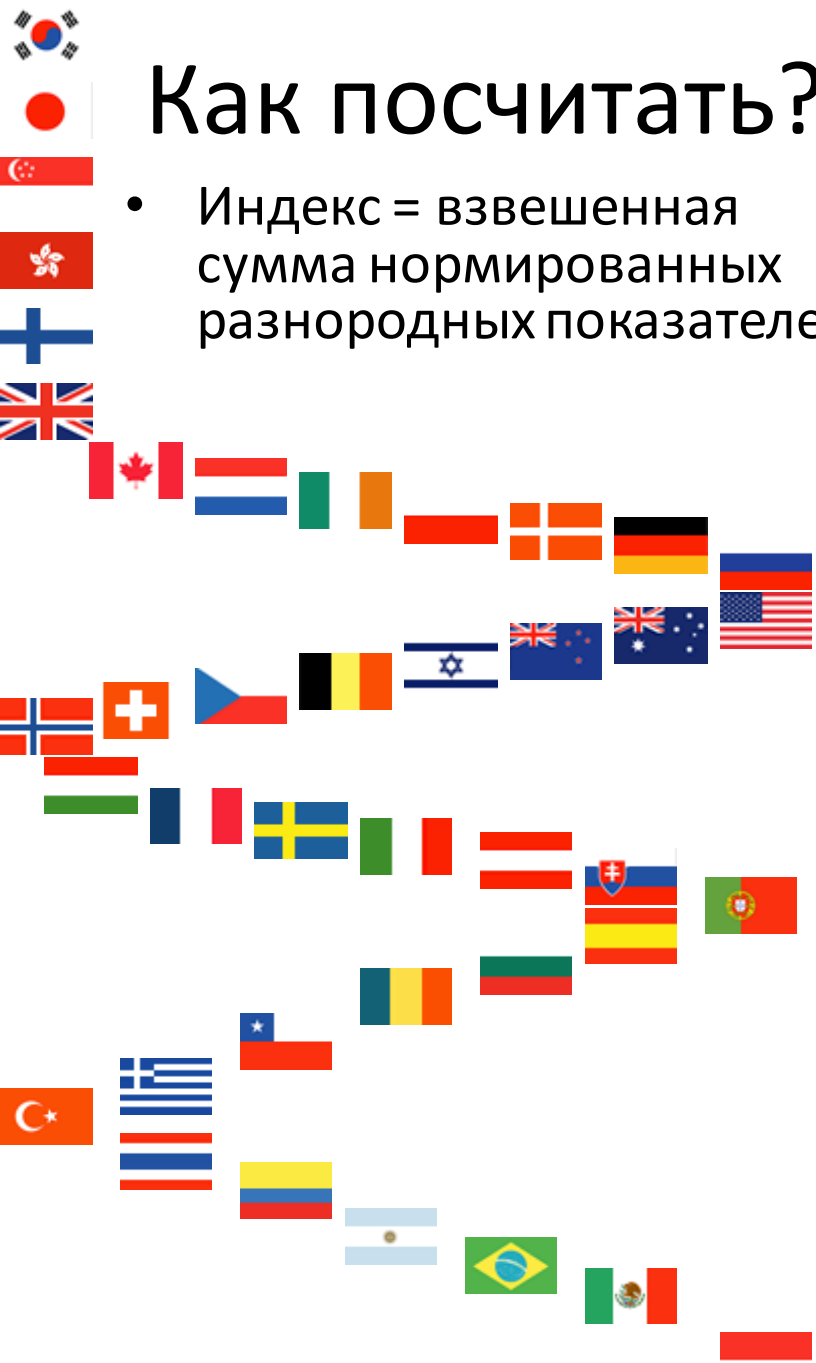 Как посчитать?
• Индекс = взвешенная
сумма нормированных
разнородных показателе